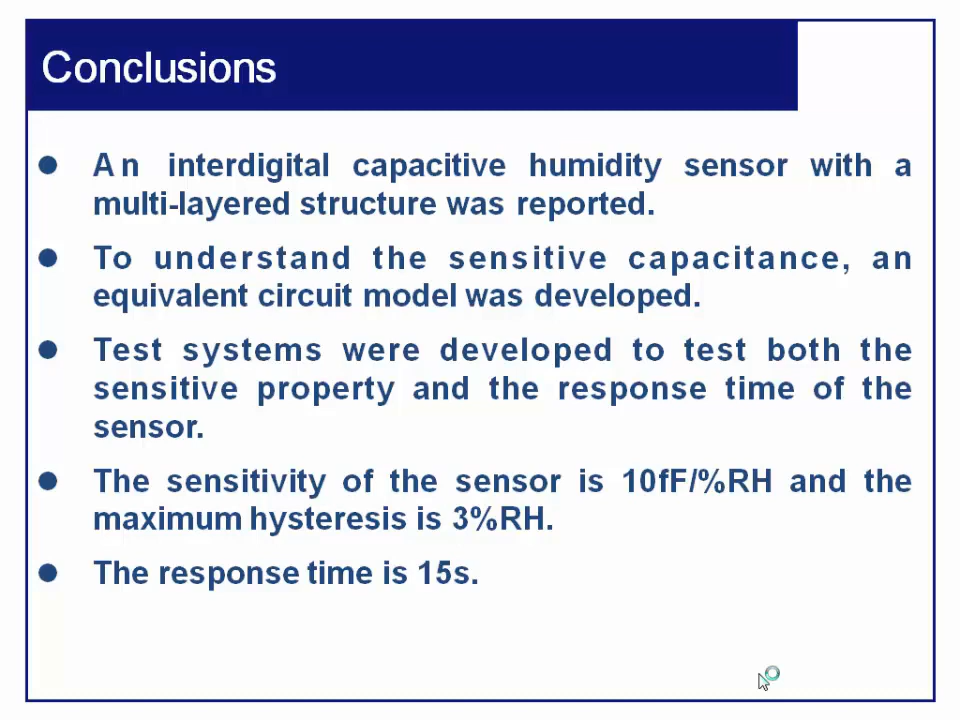 Conclusions
An interdigital capacitive humidity sensor with a
multi-layered structure was reported.
To understand the sensitive capacitance, an
equivalent circuit model was developed.
Test systems were developed to test both the
sensitive property and the response time of the
sensor.
The sensitivity of the sensor is 10fF/%RH and the
maximum hysteresis is 3%RH.
The response time is 15s.